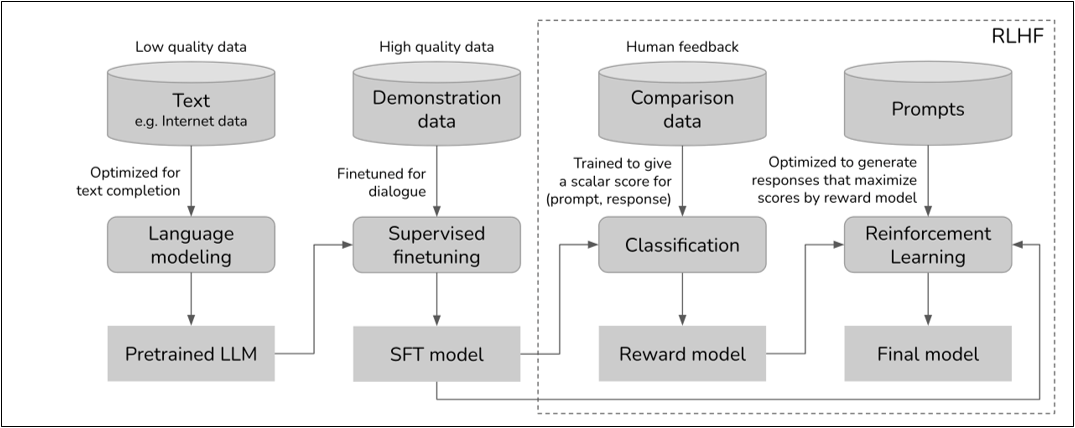 RLHF
Low quality data
Text
e.g. Internet data
Optimized for
text completion
Language
modeling
Pretrained LLM
High quality data
Demonstration
data
Finetuned for
dialogue
Supervised
finetuning
SFT model
Human feedback
Comparison
data
Trained to give
a scalar score for
(prompt, response)
Classification
Reward model
Prompts
Optimized to generate
responses that maximize
scores by reward model
Reinforcement
Learning
Final model